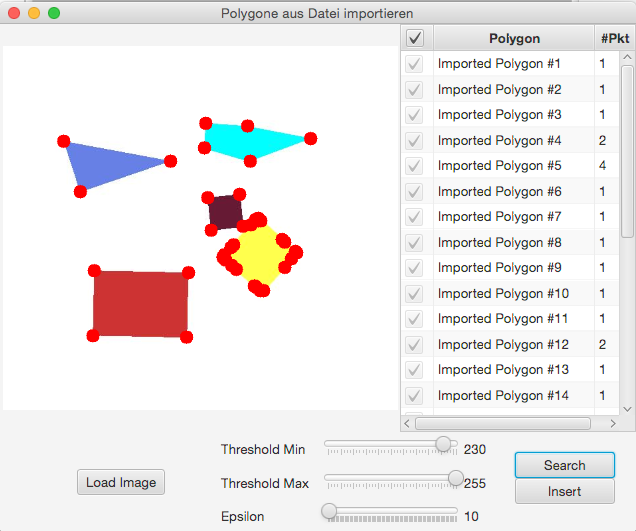 Polygone aus Datei importieren
Polygon #Pkt
Imported Polygon #1 1
Imported Polygon #2 1
Imported Polygon #3 1
Imported Polygon #4 2
Imported Polygon #5 4
Imported Polygon #6 1
Imported Polygon #7 1
Imported Polygon #8 1
Imported Polygon #9 1
Imported Polygon #10 1
Imported Polygon #11 1
Imported Polygon #12 2
Imported Polygon #13 1
Imported Polygon #14 1
Threshold Min 230
Threshold Max 255
Epsilon 10
Load Image
Search
Insert